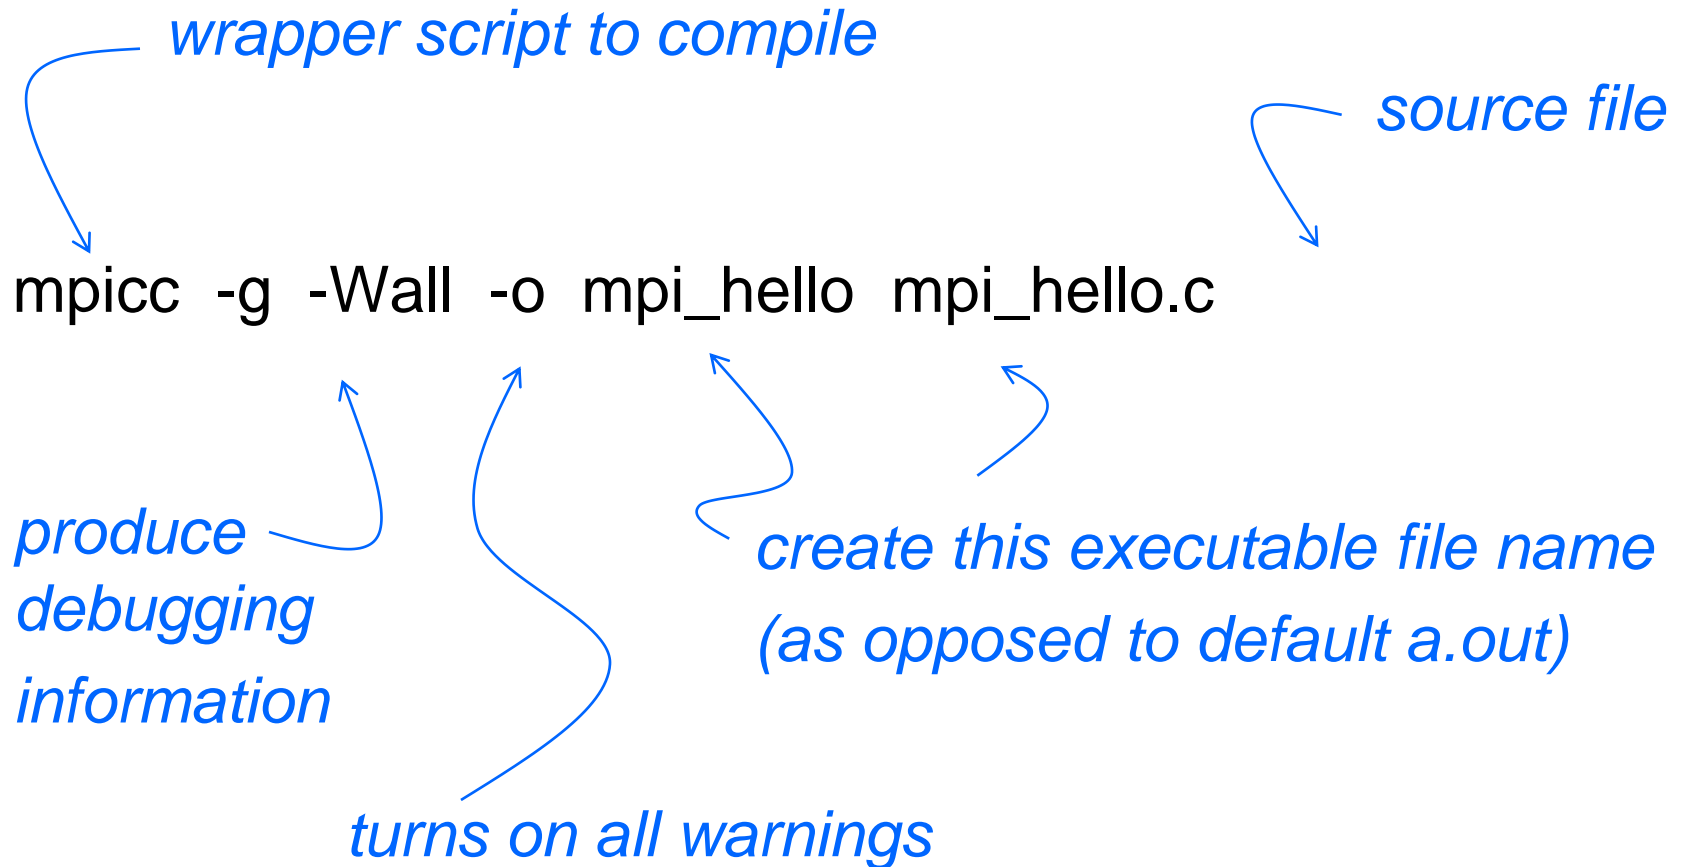 wrapper script to compile
source file
mpicc -g -Wall -o mpi_hello mpi_hello.c
produce
debugging
information
create this executable file name
(as opposed to default a.out)
turns on all warnings